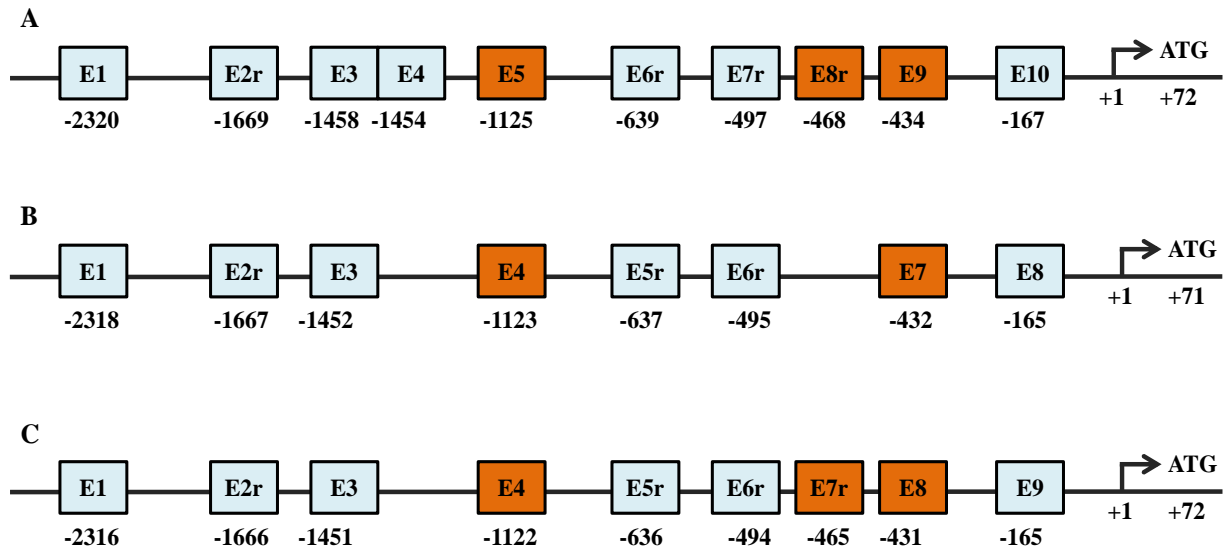 A
E1 E2r E3 E4 E5 E6r E7r E8r E9 E10 ATG
-2320 -1669 -1458 -1454 -1125 -639 -497 -468 -434 -167 +1 +72
B
E1 E2r E3 E4 E5r E6r E7 E8 ATG
-2318 -1667 -1452 -1123 -637 -495 -432 -165 +1 +71
C
E1 E2r E3 E4 E5r E6r E7r E8 E9 ATG
-2316 -1666 -1451 -1122 -636 -494 -465 -431 -165 +1 +72